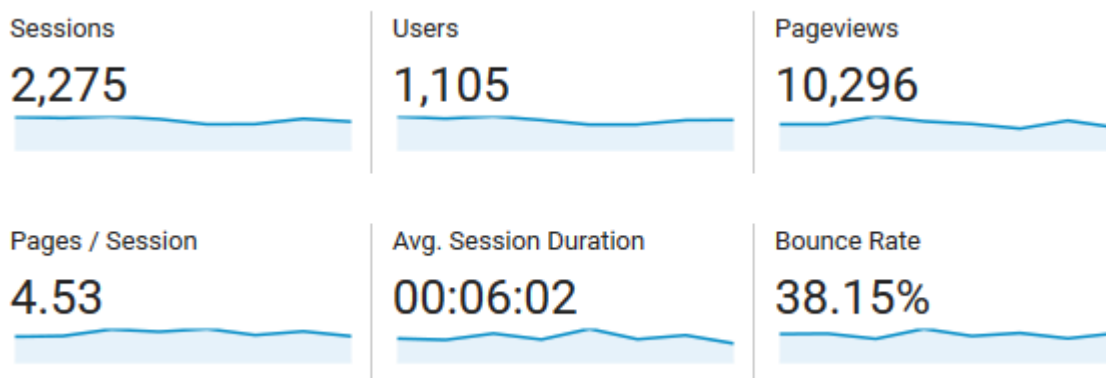 Sessions
2,275
Users
1,105
Pageviews
10,296
Pages / Session
4.53
Avg. Session Duration
00:06:02
Bounce Rate
38.15%